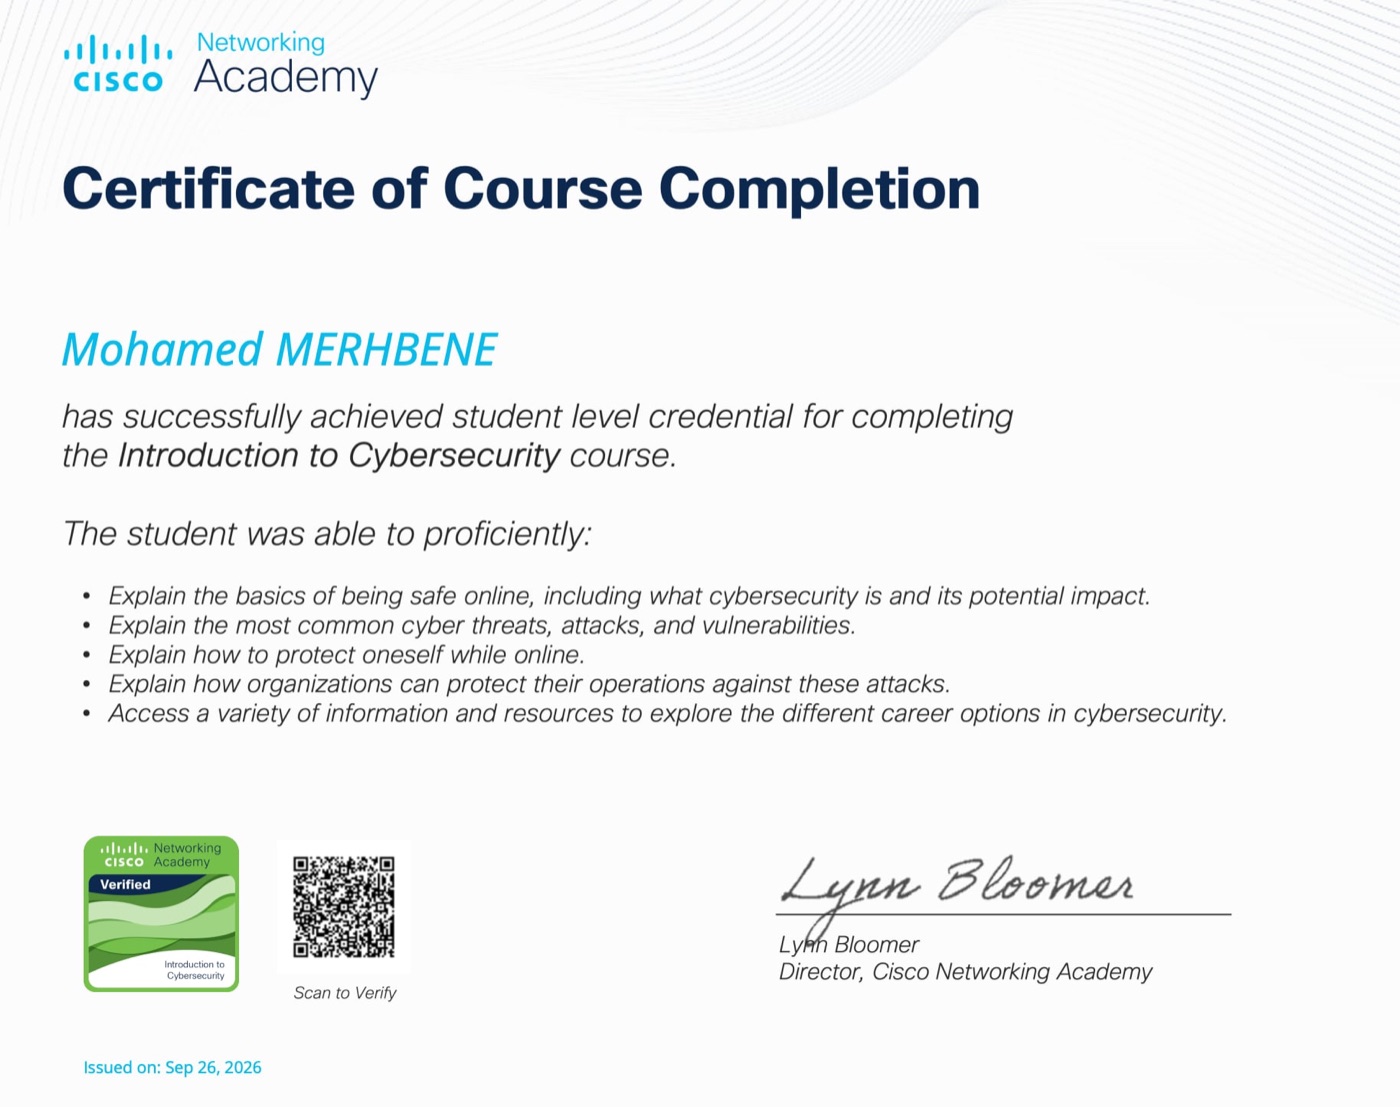 Networking
CISCO Academy
Certificate of Course Completion
Mohamed MERHBENE
has successfully achieved student level credential for completing
the Introduction to Cybersecurity course.
The student was able to proficiently:
• Explain the basics of being safe online, including what cybersecurity is and its potential impact.
• Explain the most common cyber threats, attacks, and vulnerabilities.
• Explain how to protect oneself while online.
• Explain how organizations can protect their operations against these attacks.
• Access a variety of information and resources to explore the different career options in cybersecurity.
Networking
CISCO Academy
Verified
Introduction to
Cybersecurity
Scan to Verify
Lynn Bloomer
Lynn Bloomer
Director, Cisco Networking Academy
Issued on: Sep 26, 2026